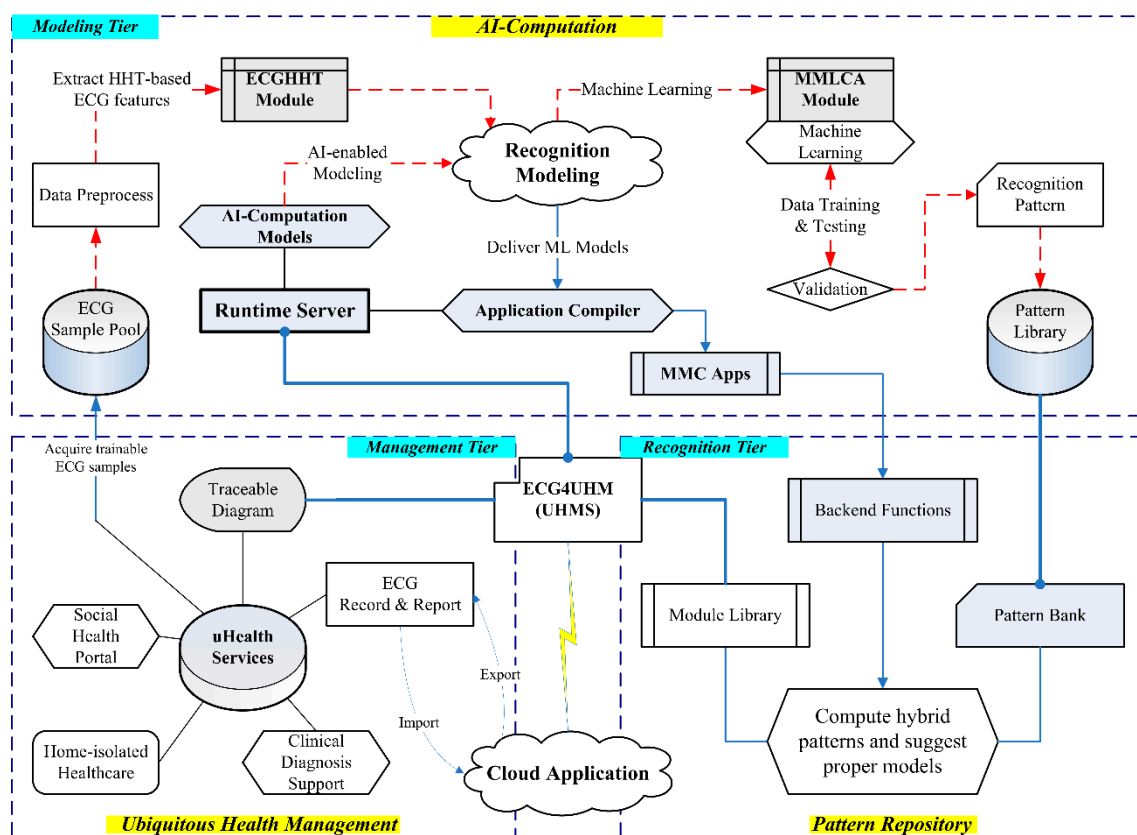 Modeling Tier
AI-Computation
Extract HHT-based
ECG features
ECGHHT
Module
Machine Learning
MMLCA
Module
Machine
Learning
Recognition
Modeling
AI-enabled
Modeling
Data Preprocess
AI-Computation
Models
Data Training
& Testing
Recognition
Pattern
Deliver ML Models
Validation
ECG
Sample Pool
Runtime Server
Application Compiler
Pattern
Library
MMC Apps
Acquire trainable
ECG samples
Management Tier
Recognition Tier
Traceable
Diagram
ECG4UHM
(UHMS)
Backend Functions
ECG
Record & Report
Module Library
Pattern Bank
Social
Health
Portal
uHealth
Services
Export
Import
Home-isolated
Healthcare
Clinical
Diagnosis
Support
Cloud Application
Compute hybrid
patterns and suggest
proper models
Ubiquitous Health Management
Pattern Repository